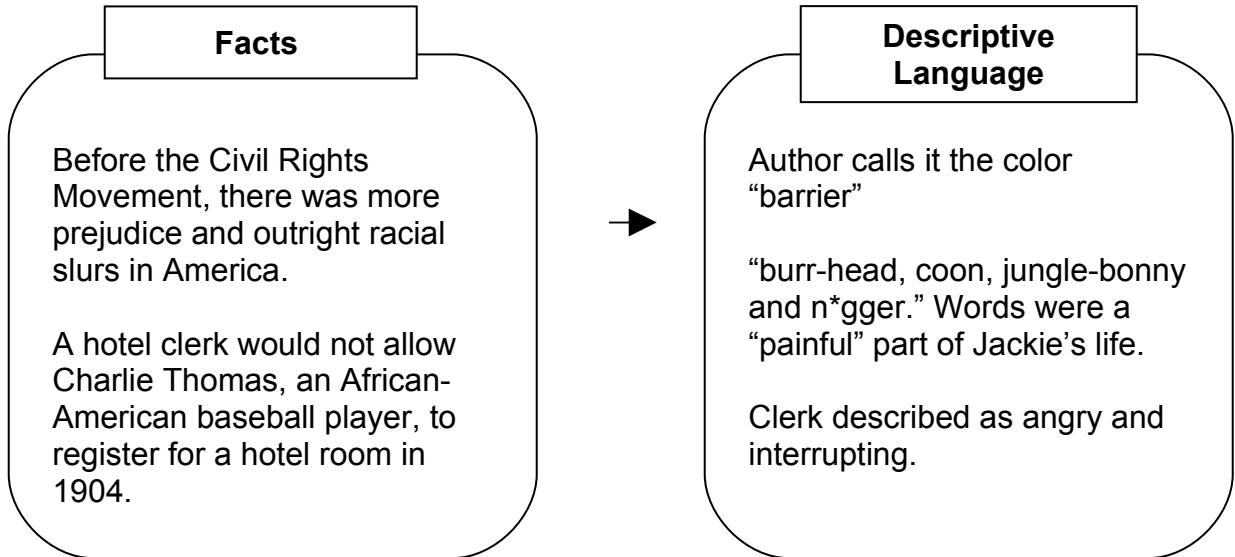 Facts
Before the Civil Rights
Movement, there was more
prejudice and outright racial
slurs in America.
A hotel clerk would not allow
Charlie Thomas, an African-
American baseball player, to
register for a hotel room in
1904.
Descriptive
Language
Author calls it the color
“barrier”
“burr-head, coon, jungle-bonny
and n*gger.” Words were a
“painful” part of Jackie’s life.
Clerk described as angry and
interrupting.